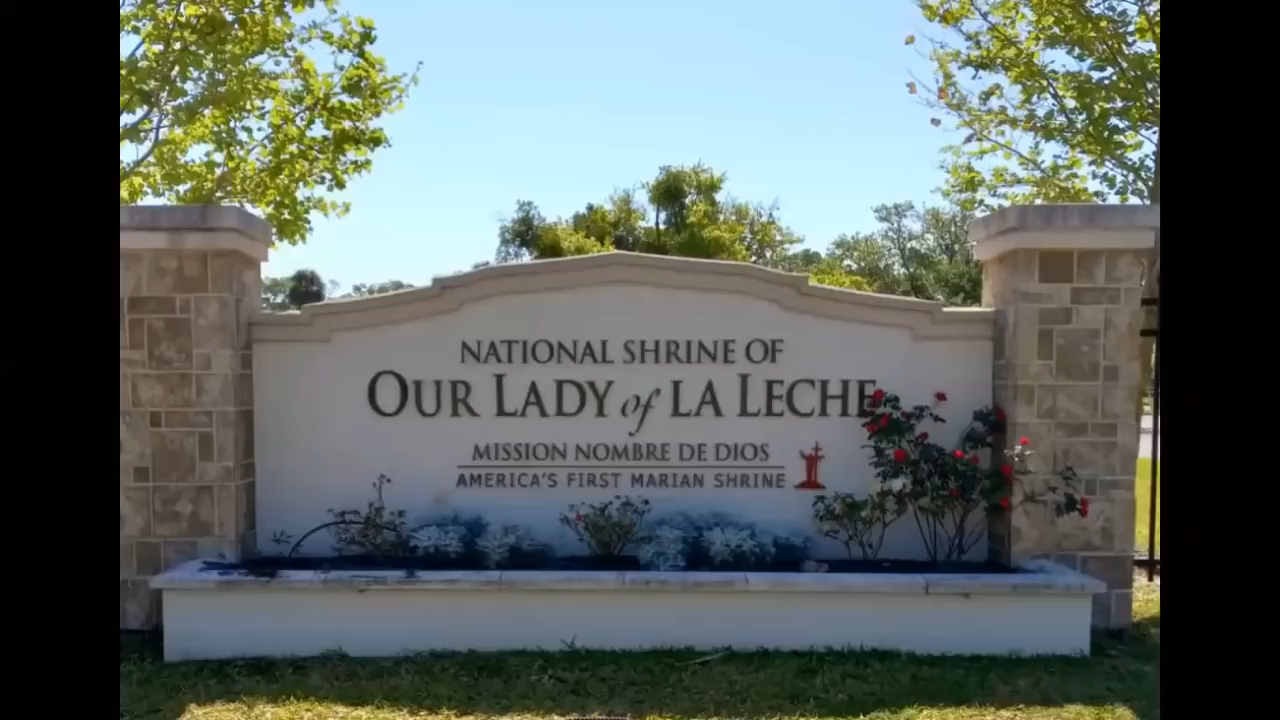 NATIONAL SHRINE OF
OUR LADY of LA LECHE
MISSION NOMBRE DE DIOS
AMERICA'S FIRST MARIAN SHRINE